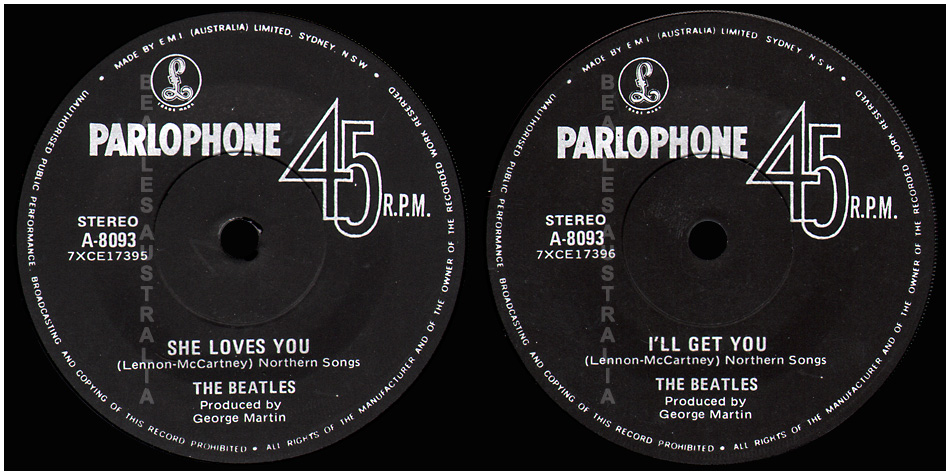 MADE BY E.M.I. (AUSTRALIA) LIMITED, SYDNEY, N S W •
UNAUTHORISED PUBLIC PERFORMANCE, BROADCASTING AND COPYING OF THIS RECORD PROHIBITED • ALL RIGHTS OF THE MANUFACTURER AND OF THE OWNER OF THE RECORDED WORK RESERVED •
£
TRADE MARK
PARLOPHONE
45
R.P.M.
STEREO
A-8093
7XCE17395
SHE LOVES YOU
(Lennon-McCartney) Northern Songs
THE BEATLES
Produced by
George Martin
BEATLES AUSTRALIA
MADE BY E.M.I. (AUSTRALIA) LIMITED SYDNEY, N.S.W. •
UNAUTHORISED PUBLIC PERFORMANCE, BROADCASTING AND COPYING OF THIS RECORD PROHIBITED • ALL RIGHTS OF THE MANUFACTURER AND OF THE OWNER OF THE RECORDED WORK RESERVED •
£
TRADE MARK
PARLOPHONE
45
R.P.M.
STEREO
A-8093
7XCE17396
I'LL GET YOU
(Lennon-McCartney) Northern Songs
THE BEATLES
Produced by
George Martin
BEATLES AUSTRALIA